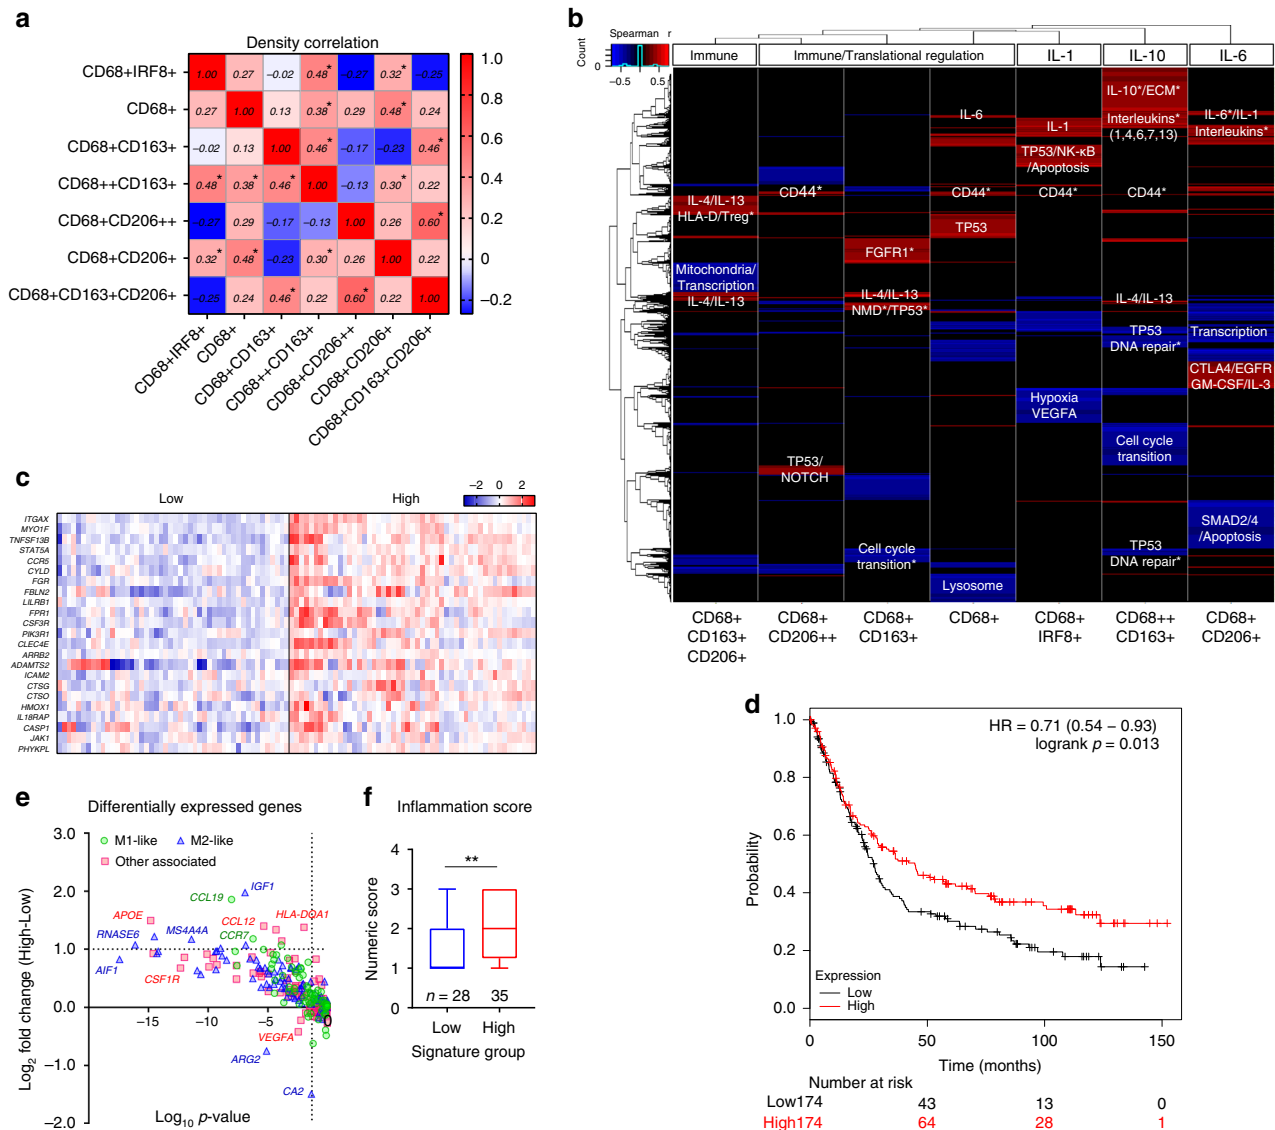 a
Density correlation
CD68+IRF8+
1.00 0.27 −0.02 0.48* −0.27 0.32* −0.25
CD68+
0.27 1.00 0.13 0.38* 0.29 0.48* 0.24
CD68+CD163+
−0.02 0.13 1.00 0.46* −0.17 −0.23 0.46*
CD68++CD163+
0.48* 0.38* 0.46* 1.00 −0.13 0.30* 0.22
CD68+CD206++
−0.27 0.29 −0.17 −0.13 1.00 0.26 0.60*
CD68+CD206+
0.32* 0.48* −0.23 0.30* 0.26 1.00 0.22
CD68+CD163+CD206+
−0.25 0.24 0.46* 0.22 0.60* 0.22 1.00
1.0
0.8
0.6
0.4
0.2
0
−0.2
CD68+IRF8+
CD68+
CD68+CD163+
CD68++CD163+
CD68+CD206++
CD68+CD206+
CD68+CD163+CD206+
b
Spearman r
Count
0
−0.5 0.5
Immune
Immune/Translational regulation
IL-1
IL-10
IL-6
IL-10*/ECM*
IL-6
IL-1
Interleukins*
(1,4,6,7,13)
IL-6*/IL-1
Interleukins*
TP53/NK-κB
/Apoptosis
CD44*
CD44*
CD44*
CD44*
IL-4/IL-13
HLA-D/Treg*
TP53
FGFR1*
Mitochondria/
Transcription
IL-4/IL-13
IL-4/IL-13
NMD*/TP53*
IL-4/IL-13
TP53
DNA repair*
Transcription
CTLA4/EGFR
GM-CSF/IL-3
Hypoxia
VEGFA
Cell cycle
transition
TP53/
NOTCH
SMAD2/4
/Apoptosis
Cell cycle
transition*
TP53
DNA repair*
Lysosome
CD68+
CD163+
CD206+
CD68+
CD206++
CD68+
CD163+
CD68+
CD68+
IRF8+
CD68++
CD163+
CD68+
CD206+
c
Low
High
−2 0 2
ITGAX
MYO1F
TNFSF13B
STAT5A
CCR5
CYLD
FGR
FBLN2
LILRB1
FPR1
CSF3R
PIK3R1
CLEC4E
ARRB2
ADAMTS2
ICAM2
CTSG
CTSO
HMOX1
IL18RAP
CASP1
JAK1
PHYKPL
d
HR = 0.71 (0.54 − 0.93)
logrank p = 0.013
Probability
1.0
0.8
0.6
0.4
0.2
0.0
Expression
Low
High
0 50 100 150
Time (months)
Number at risk
Low174 43 13 0
High174 64 28 1
e
Differentially expressed genes
Log2 fold change (High-Low)
3.0
2.0
1.0
0.0
−1.0
−2.0
M1-like
M2-like
Other associated
IGF1
CCL19
APOE
CCL12
HLA-DQA1
RNASE6
MS4A4A
CCR7
AIF1
CSF1R
−15 −10 −5 0
VEGFA
ARG2
CA2
Log10 p-value
f
Inflammation score
Numeric score
4
3
2
1
0
**
n = 28 35
Low High
Signature group